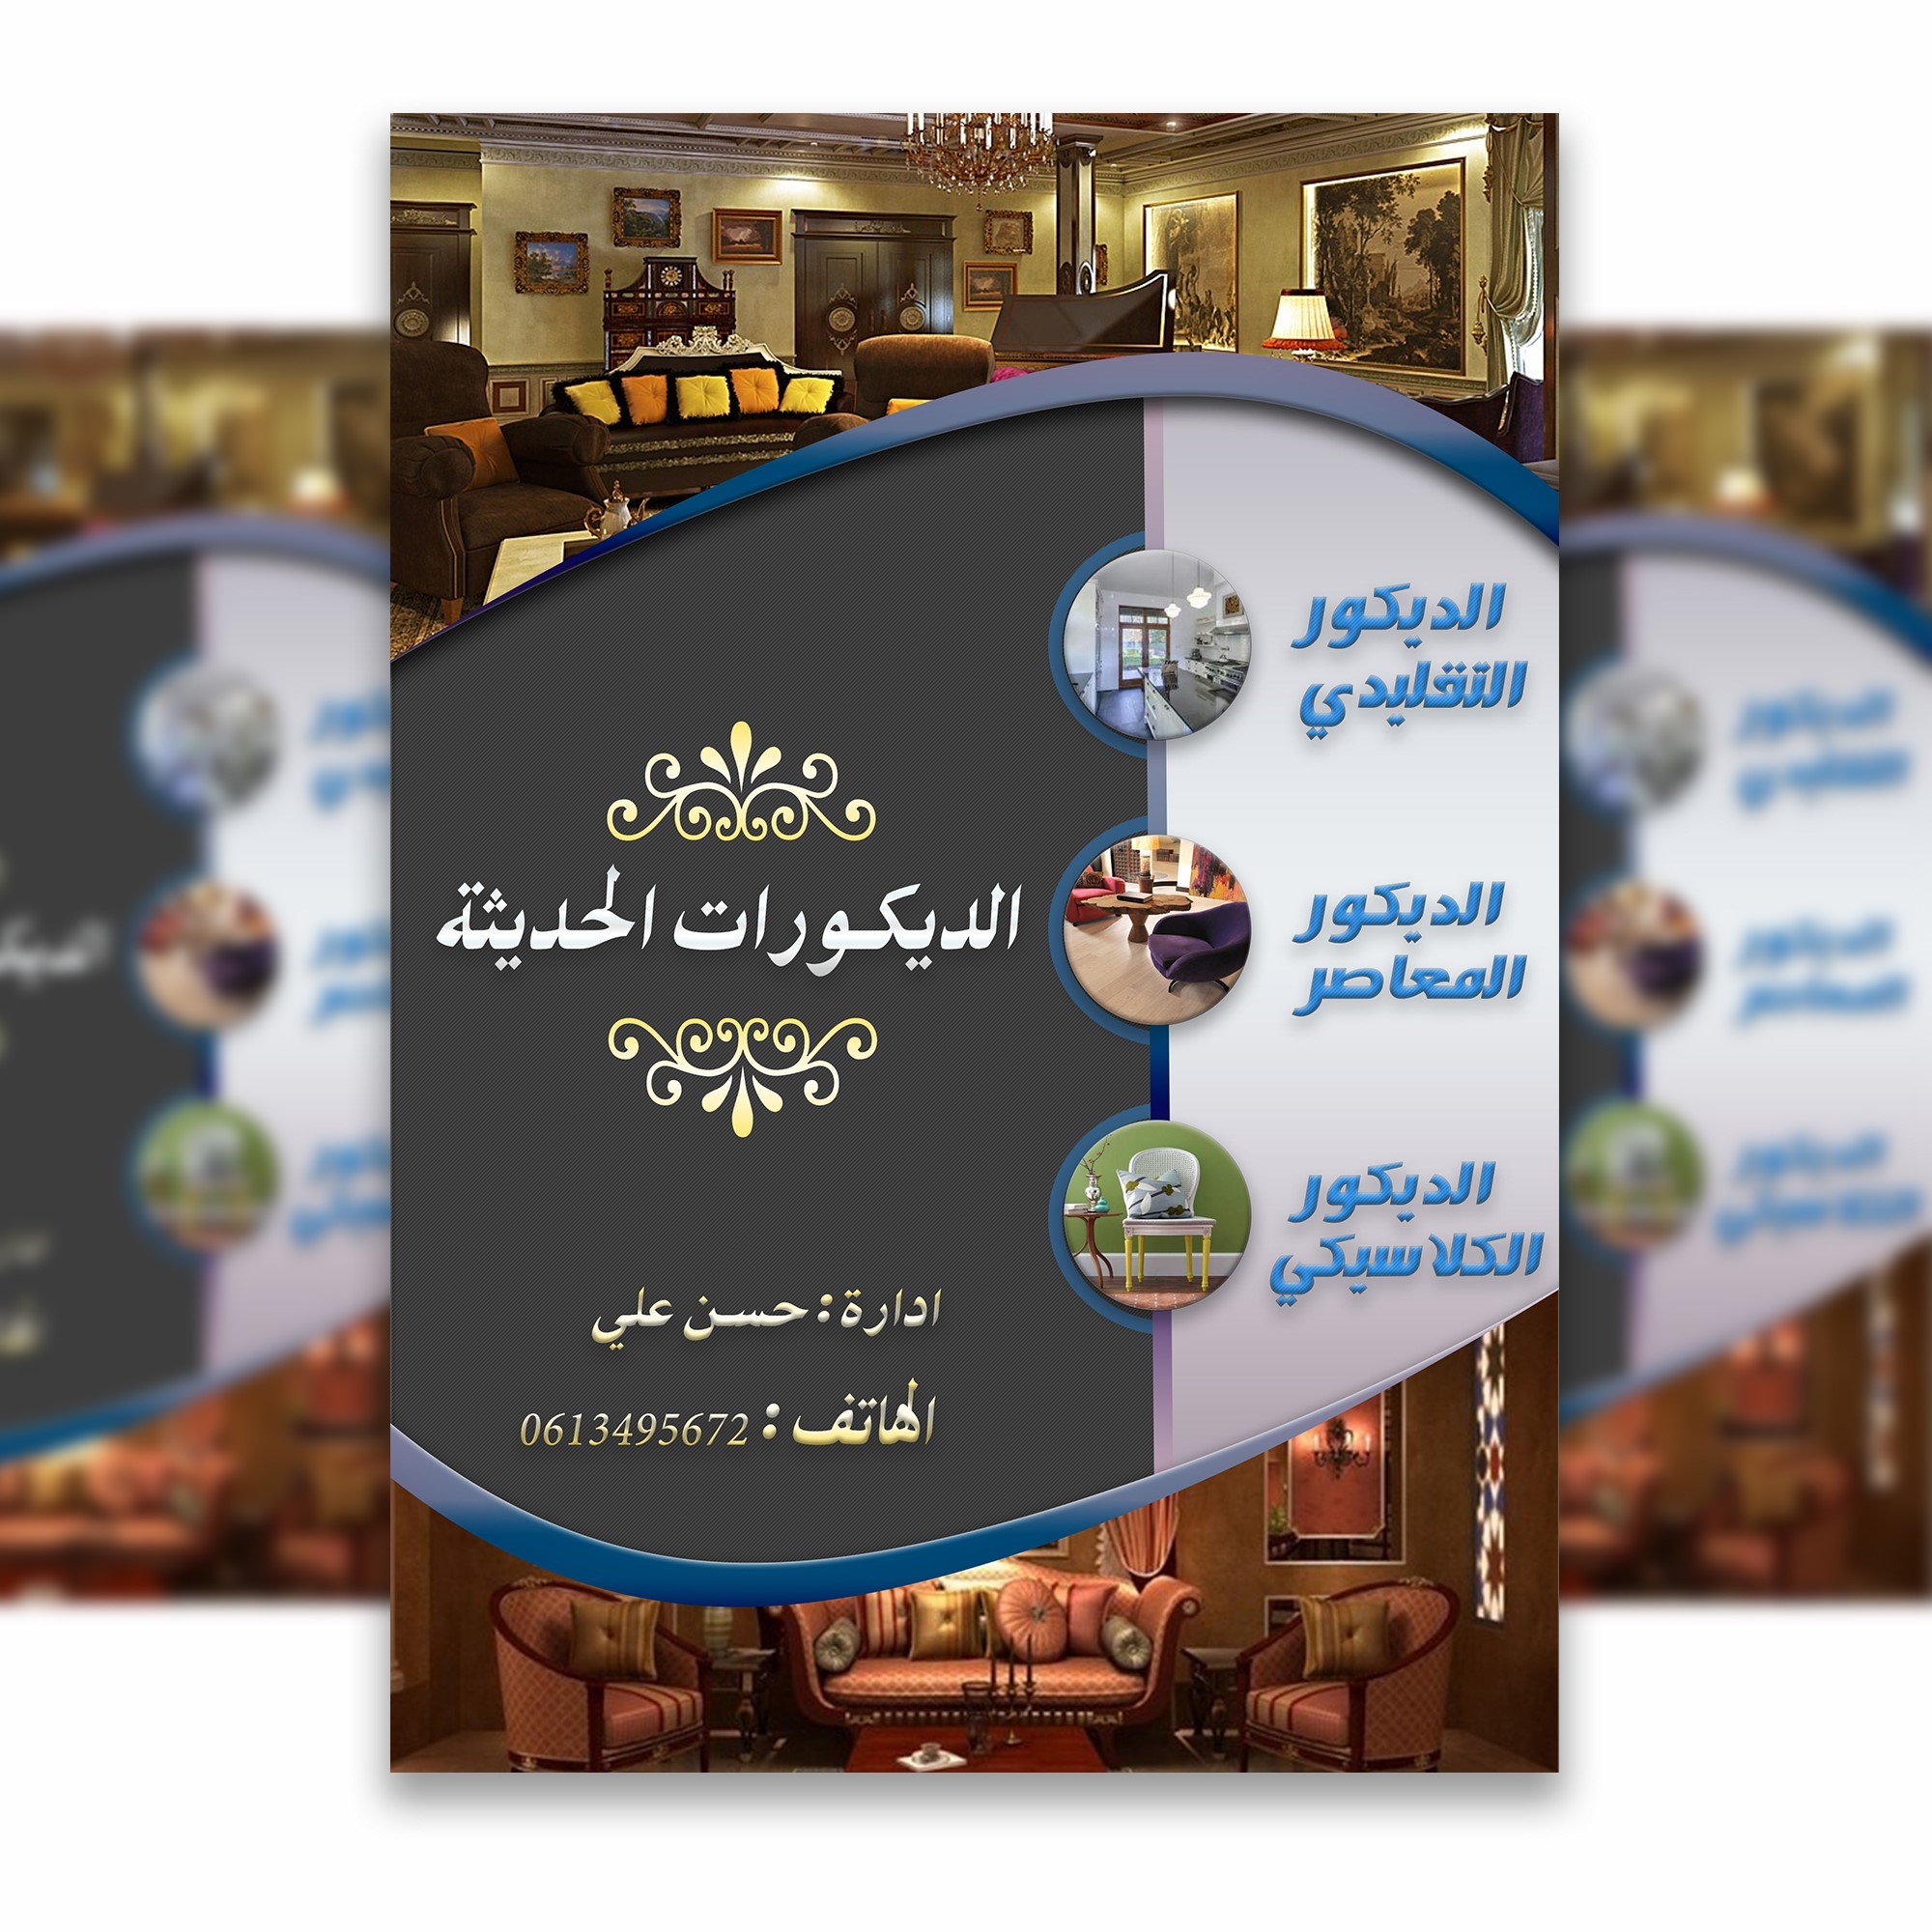 الديكور
التقليدي
الديكور
المعاصر
الديكور
الكلاسيكي
الديكورات الحديثة
ادارة : حسن علي
الهاتف : 0613495672